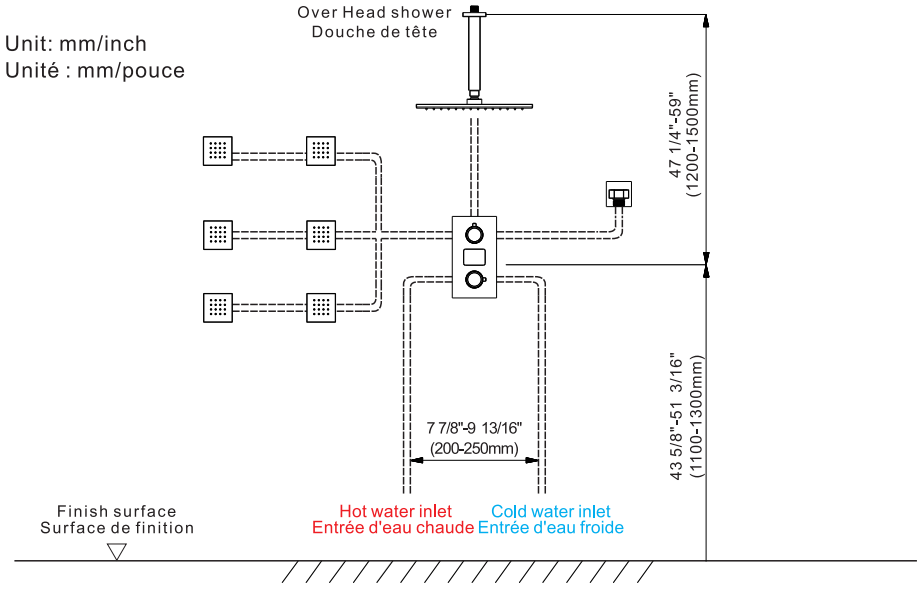 Over Head shower
Douche de tête
Unit: mm/inch
Unité : mm/pouce
47 1/4"-59"
(1200-1500mm)
43 5/8"-51 3/16"
(1100-1300mm)
7 7/8"-9 13/16"
(200-250mm)
Hot water inlet
Entrée d'eau chaude
Cold water inlet
Entrée d'eau froide
Finish surface
Surface de finition